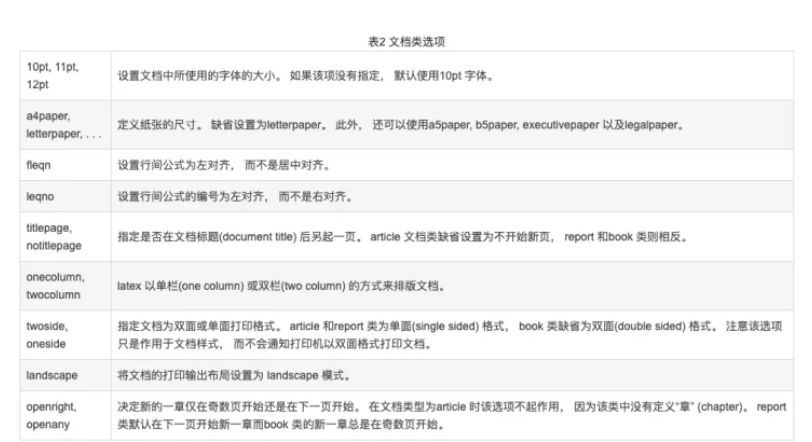 表2 文档类选项
10pt, 11pt,
12pt
设置文档中所使用的字体的大小。 如果该项没有指定， 默认使用10pt 字体。
a4paper,
letterpaper, . . .
定义纸张的尺寸。 缺省设置为letterpaper。 此外， 还可以使用a5paper, b5paper, executivepaper 以及legalpaper。
fleqn
设置行间公式为左对齐， 而不是居中对齐。
leqno
设置行间公式的编号为左对齐， 而不是右对齐。
titlepage,
notitlepage
指定是否在文档标题(document title) 后另起一页。 article 文档类缺省设置为不开始新页， report 和book 类则相反。
onecolumn,
twocolumn
latex 以单栏(one column) 或双栏(two column) 的方式来排版文档。
twoside,
oneside
指定文档为双面或单面打印格式。 article 和report 类为单面(single sided) 格式， book 类缺省为双面(double sided) 格式。 注意该选项
只是作用于文档样式， 而不会通知打印机以双面格式打印文档。
landscape
将文档的打印输出布局设置为 landscape 模式。
openright,
openany
决定新的一章仅在奇数页开始还是在下一页开始。 在文档类型为article 时该选项不起作用， 因为该类中没有定义“章” (chapter)。 report
类默认在下一页开始新一章而book 类的新一章总是在奇数页开始。